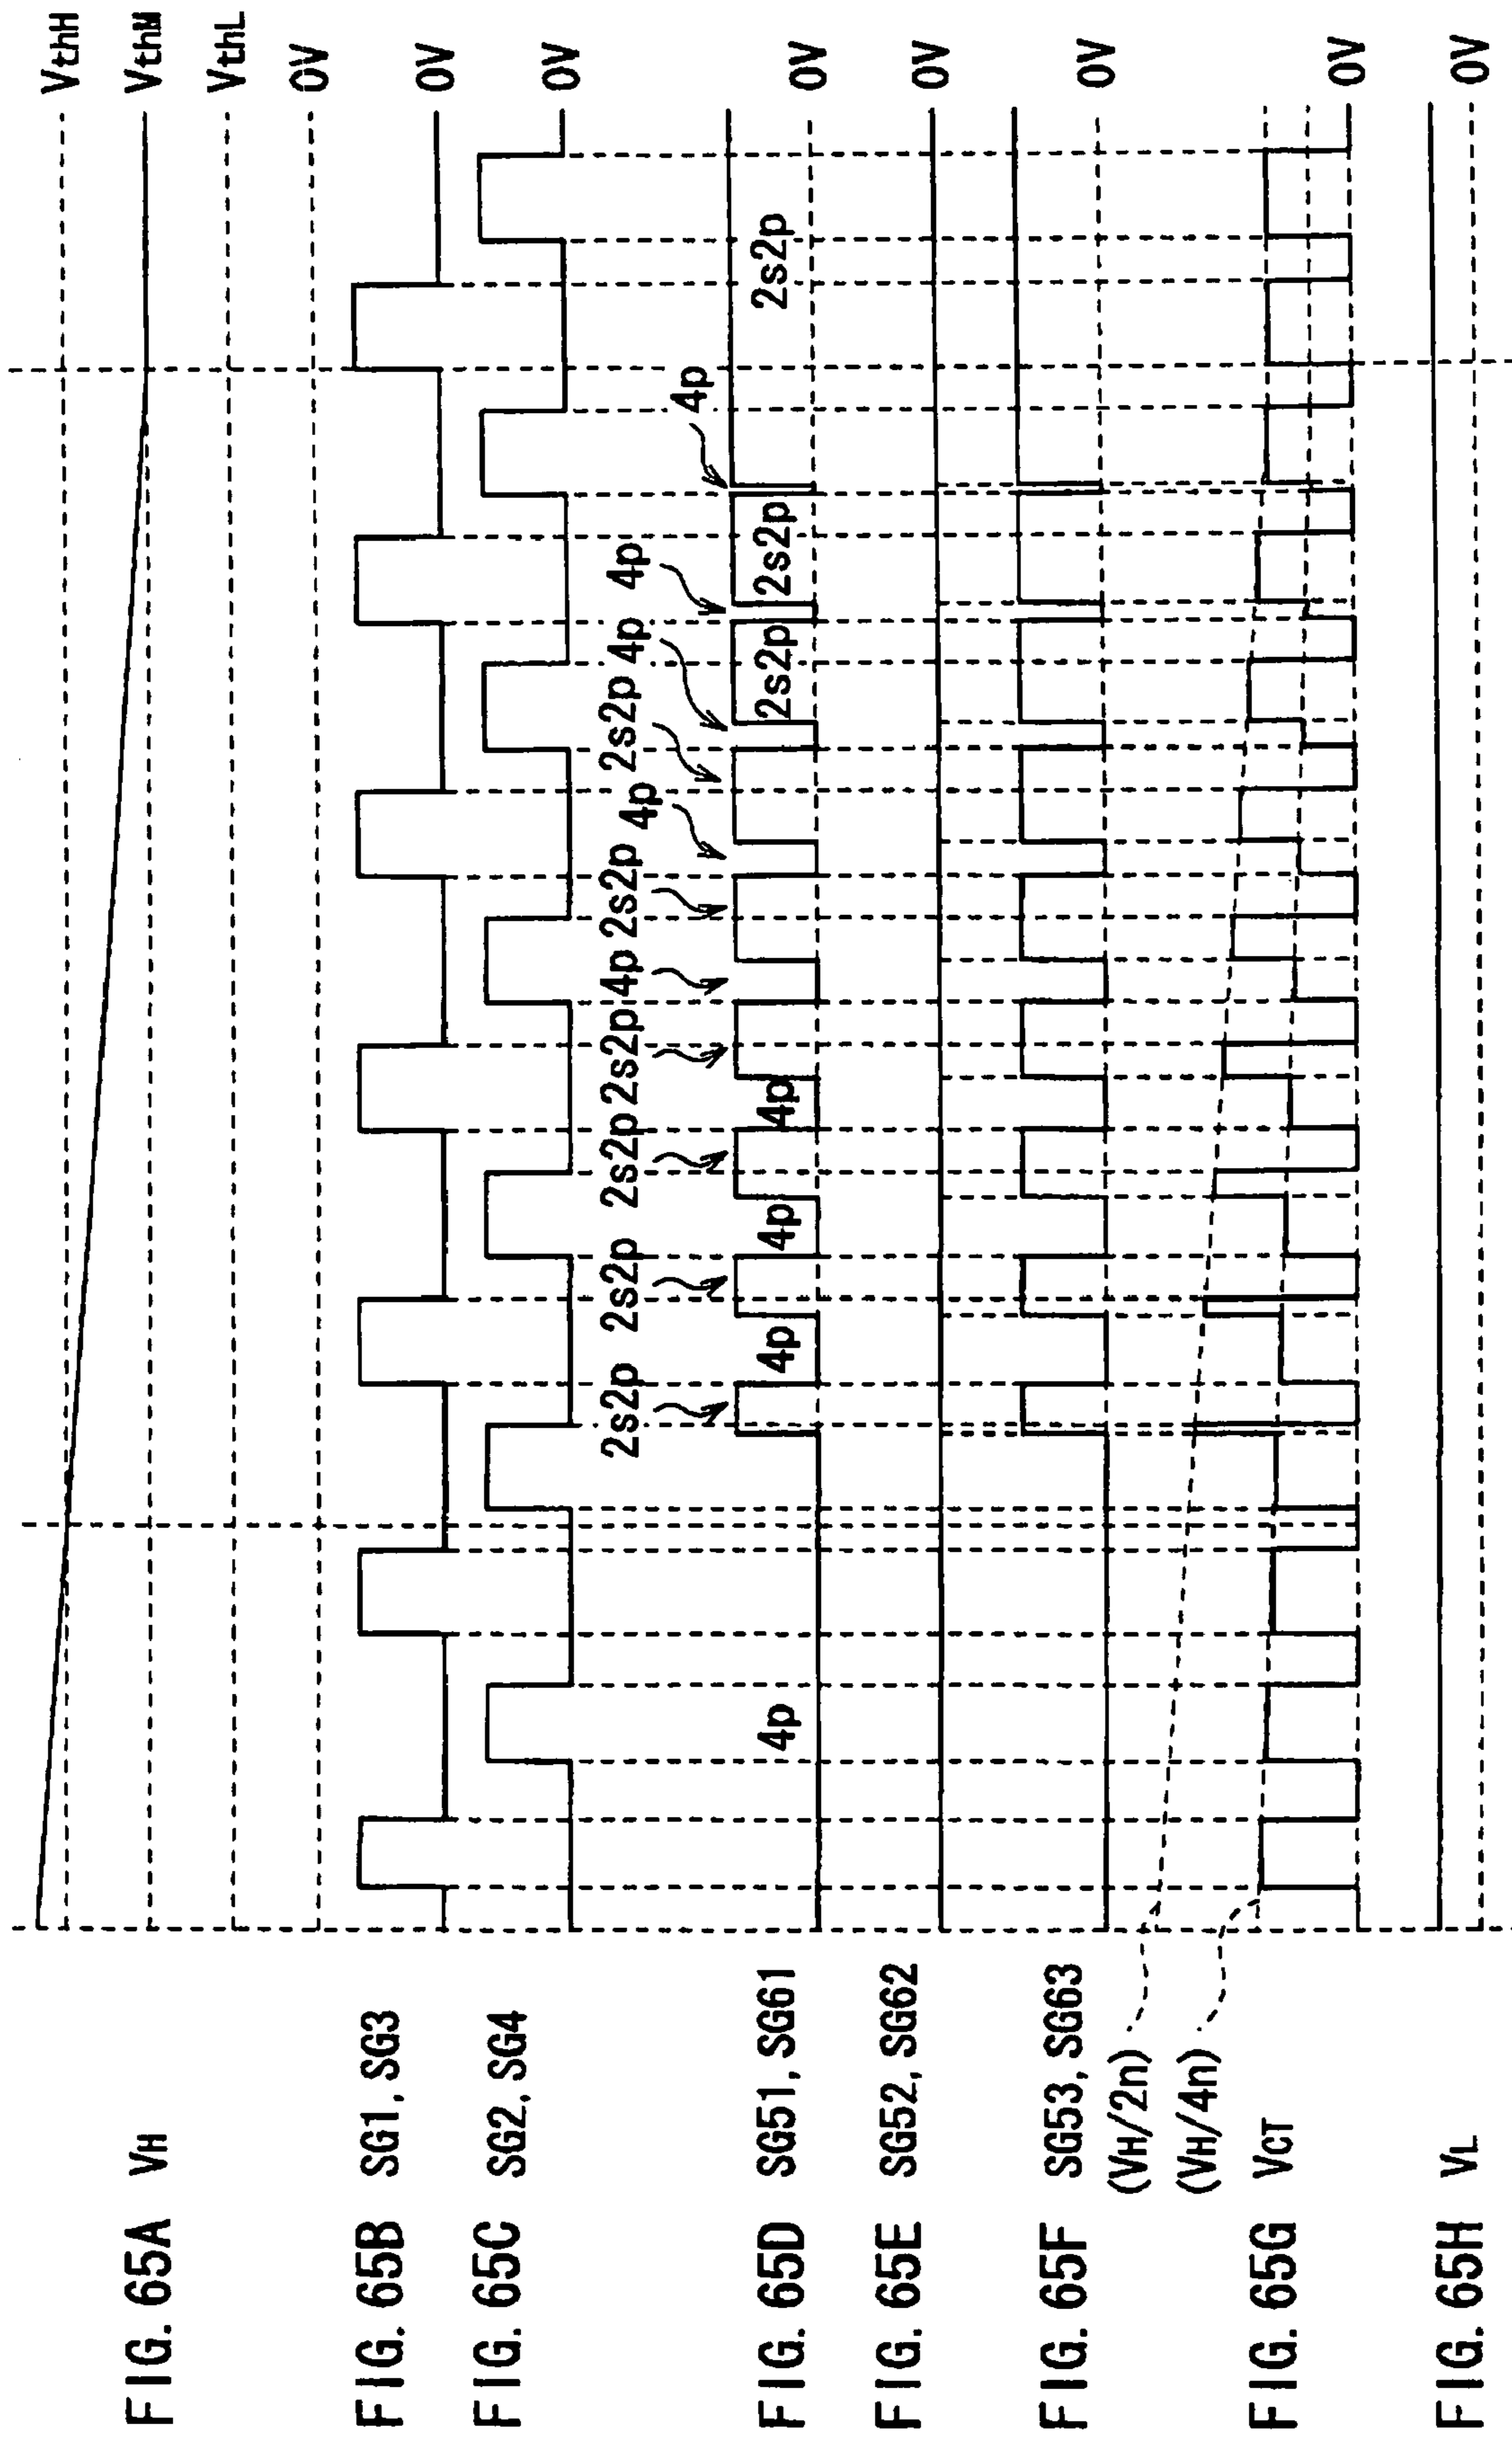 VthH
FIG. 65A VH
VthM
VthL
0V
FIG. 65B SG1, SG3
0V
FIG. 65C SG2, SG4
0V
2s2p 2s2p 2s2p 2s2p 4p 2s2p 4p 2s2p 4p 4p 4p
FIG. 65D SG51, SG61
4p 4p 4p 4p 2s2p 2s2p 2s2p
0V
FIG. 65E SG52, SG62
0V
FIG. 65F SG53, SG63
0V
(VH/2n)
(VH/4n)
FIG. 65G VCT
0V
FIG. 65H VL
0V